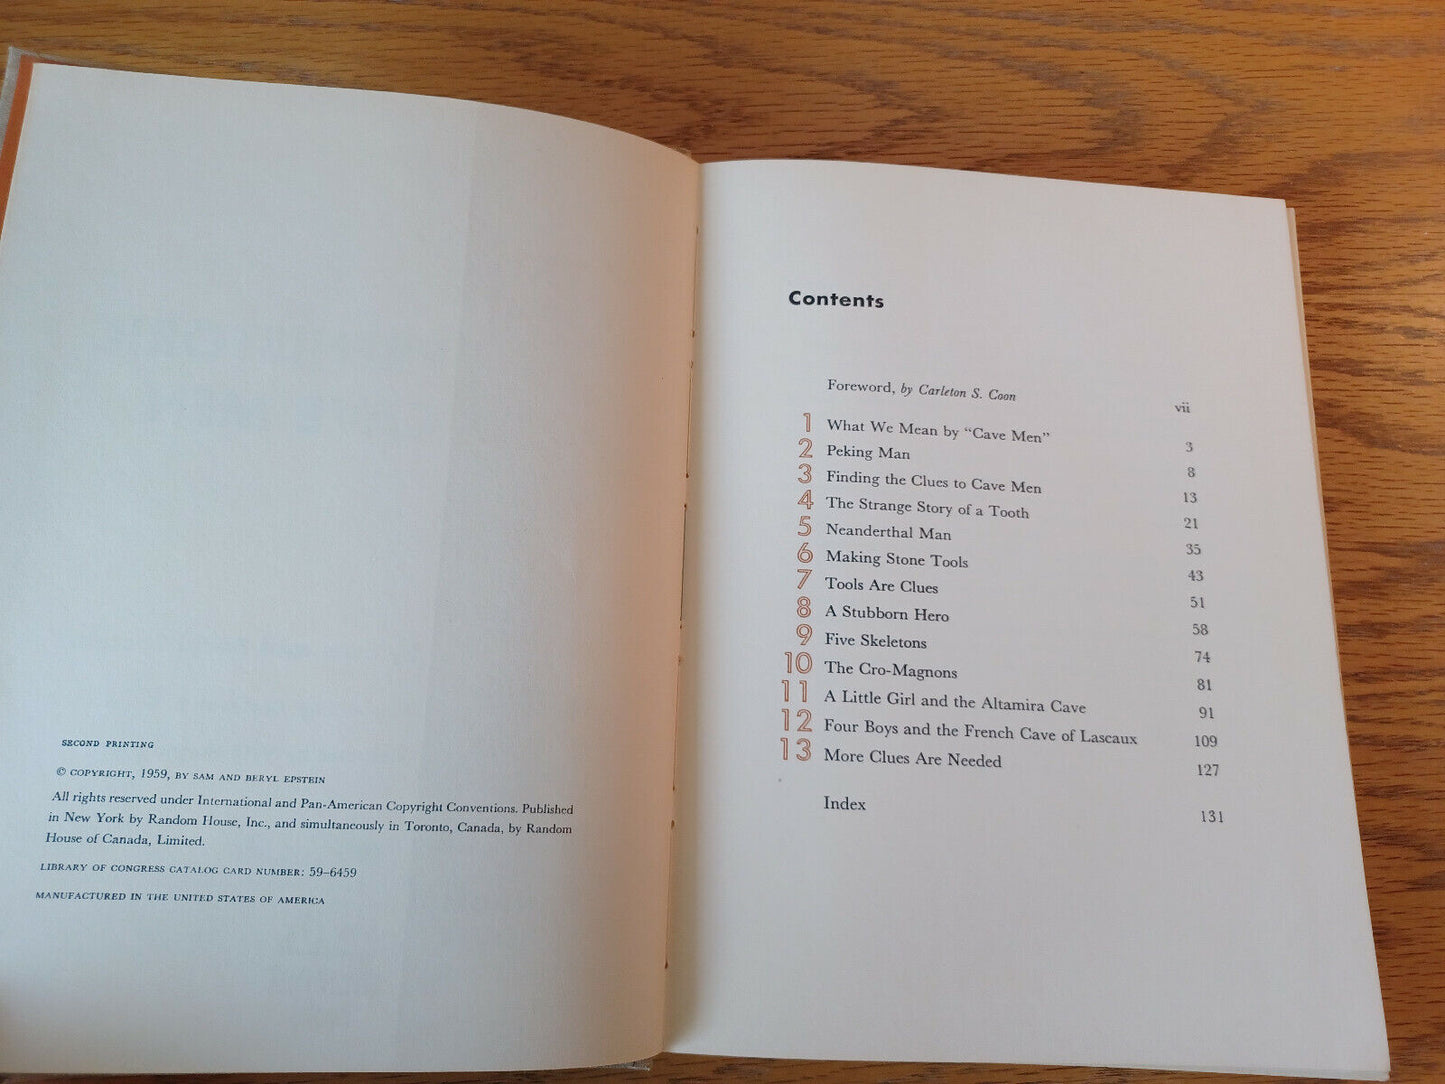 SECOND PRINTING
© COPYRIGHT, 1959, BY SAM AND BERYL EPSTEIN
All rights reserved under International and Pan-American Copyright Conventions. Published
in New York by Random House, Inc., and simultaneously in Toronto, Canada, by Random
House of Canada, Limited.
LIBRARY OF CONGRESS CATALOG CARD NUMBER: 59–6459
MANUFACTURED IN THE UNITED STATES OF AMERICA
Contents
Foreword, by Carleton S. Coon vii
1 What We Mean by “Cave Men” 3
2 Peking Man 8
3 Finding the Clues to Cave Men 13
4 The Strange Story of a Tooth 21
5 Neanderthal Man 35
6 Making Stone Tools 43
7 Tools Are Clues 51
8 A Stubborn Hero 58
9 Five Skeletons 74
10 The Cro-Magnons 81
11 A Little Girl and the Altamira Cave 91
12 Four Boys and the French Cave of Lascaux 109
13 More Clues Are Needed 127
Index 131